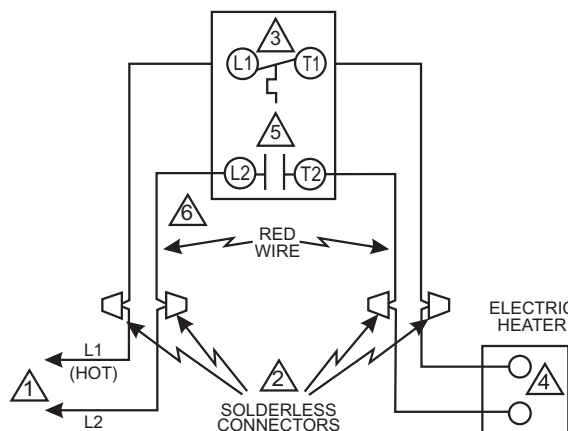 3
L1 T1
5
L2 T2
6
RED
WIRE
ELECTRIC
HEATER
L1
(HOT)
1
2
4
SOLDERLESS
CONNECTORS
L2